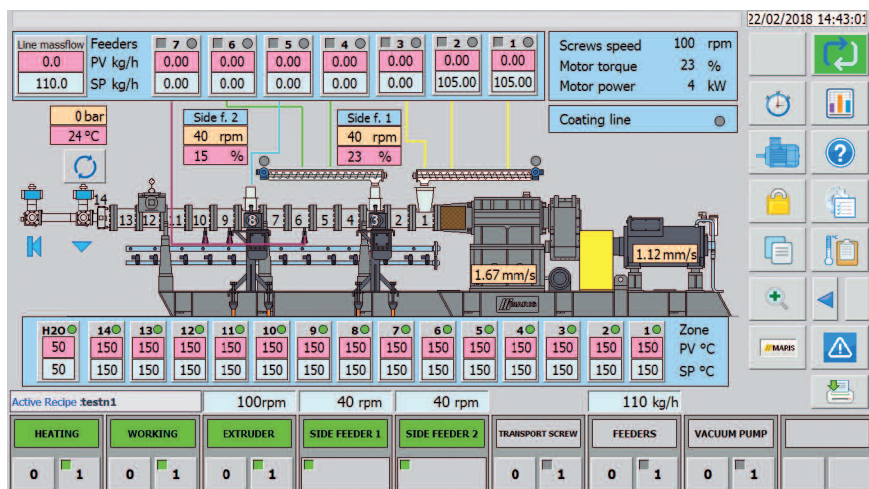 22/02/2018 14:43:01
Line massflow Feeders 7 6 5 4 3 2 1
0.0 PV kg/h 0.00 0.00 0.00 0.00 0.00 0.00 0.00
110.0 SP kg/h 0.00 0.00 0.00 0.00 0.00 105.00 105.00
Screws speed 100 rpm
Motor torque 23 %
Motor power 4 kW
Coating line
0 bar
24 °C
Side f. 2
40 rpm
15 %
Side f. 1
40 rpm
23 %
14
13 12 11 10 9 8 7 6 5 4 3 2 1
1.12 mm/s
1.67 mm/s
MARIS
H2O 14 13 12 11 10 9 8 7 6 5 4 3 2 1 Zone
50 150 150 150 150 150 150 150 150 150 150 150 150 150 150 PV °C
50 150 150 150 150 150 150 150 150 150 150 150 150 150 150 SP °C
MARIS
Active Recipe :testn1 100rpm 40 rpm 40 rpm 110 kg/h
HEATING WORKING EXTRUDER SIDE FEEDER 1 SIDE FEEDER 2 TRANSPORT SCREW FEEDERS VACUUM PUMP
0 1 0 1 0 1 0 1 0 1 0 1